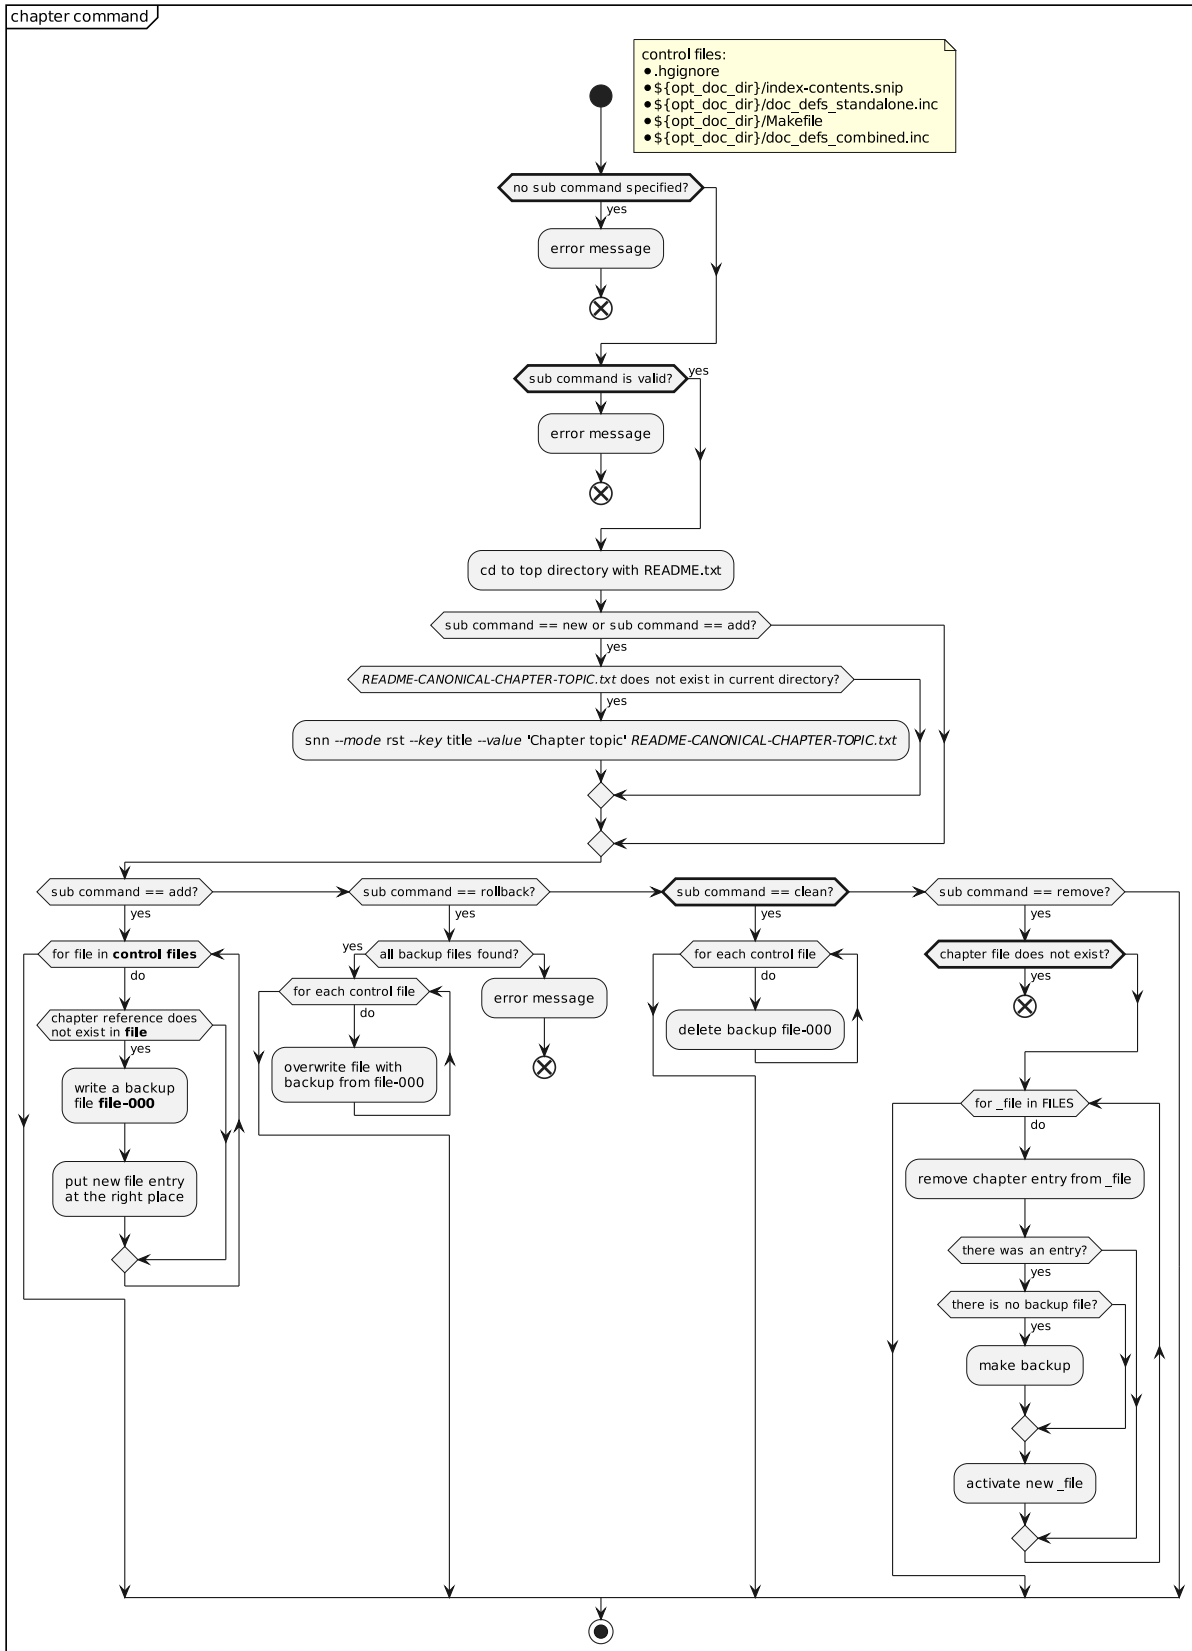 chapter command
control files:
• .hgignore
• ${opt_doc_dir}/index-contents.snip
• ${opt_doc_dir}/doc_defs_standalone.inc
• ${opt_doc_dir}/Makefile
• ${opt_doc_dir}/doc_defs_combined.inc
no sub command specified?
yes
error message
sub command is valid?
yes
error message
cd to top directory with README.txt
sub command == new or sub command == add?
yes
README-CANONICAL-CHAPTER-TOPIC.txt does not exist in current directory?
yes
snn --mode rst --key title --value 'Chapter topic' README-CANONICAL-CHAPTER-TOPIC.txt
sub command == add?
yes
for file in control files
do
chapter reference does
not exist in file
yes
write a backup
file file-000
put new file entry
at the right place
sub command == rollback?
yes
all backup files found?
yes
for each control file
do
overwrite file with
backup from file-000
error message
sub command == clean?
yes
for each control file
do
delete backup file-000
sub command == remove?
yes
chapter file does not exist?
yes
for _file in FILES
do
remove chapter entry from _file
there was an entry?
yes
there is no backup file?
yes
make backup
activate new _file